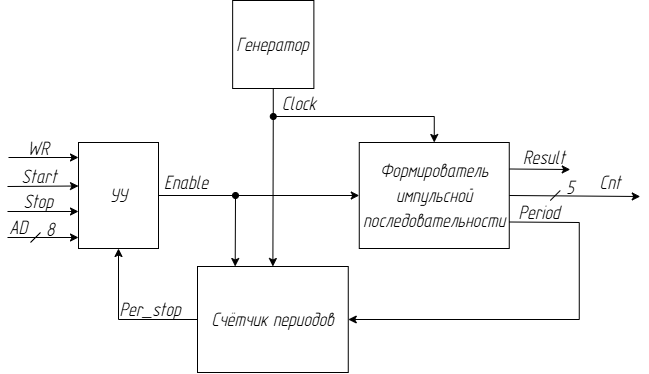 Генератор
Clock
WR
Start
Stop
AD 8
УУ
Enable
Формирователь
импульсной
последовательности
Result
5 Cnt
Period
Per_stop
Счётчик периодов